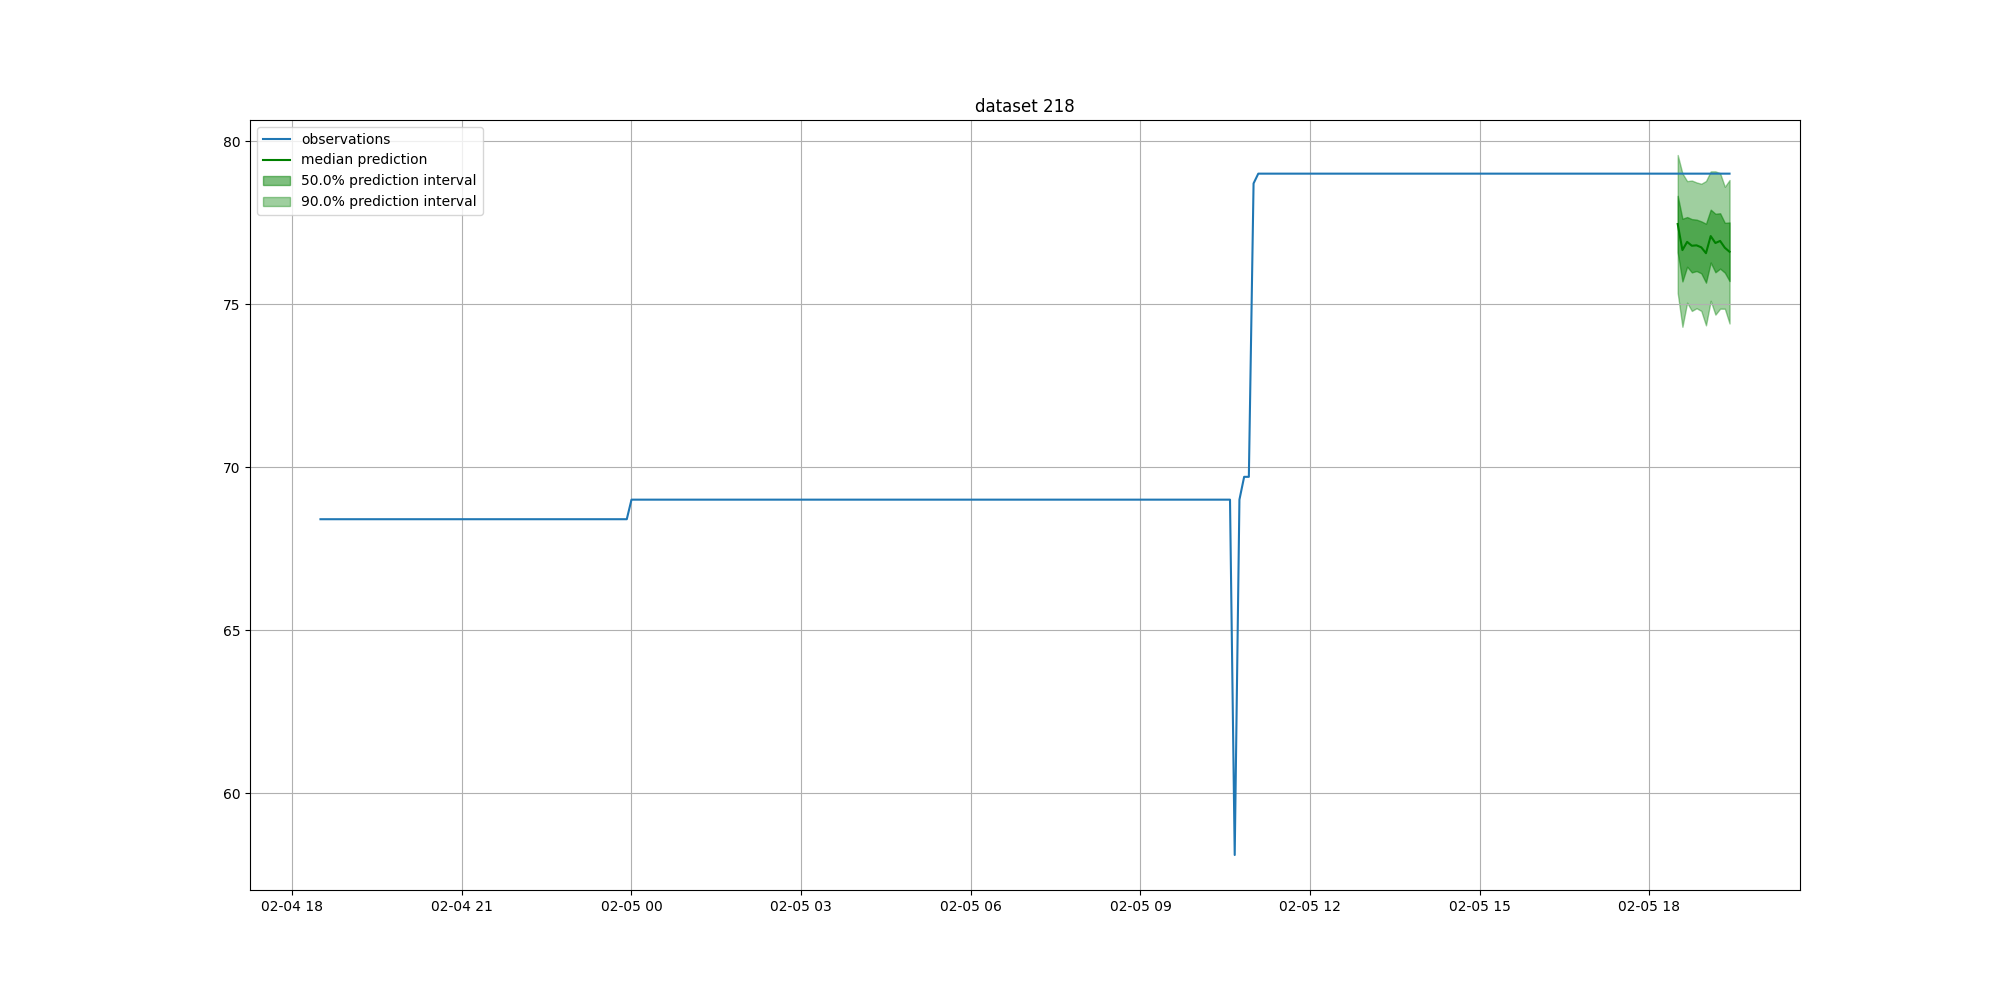 dataset 218
observations
median prediction
50.0% prediction interval
90.0% prediction interval
80
75
70
65
60
02-04 18
02-04 21
02-05 00
02-05 03
02-05 06
02-05 09
02-05 12
02-05 15
02-05 18